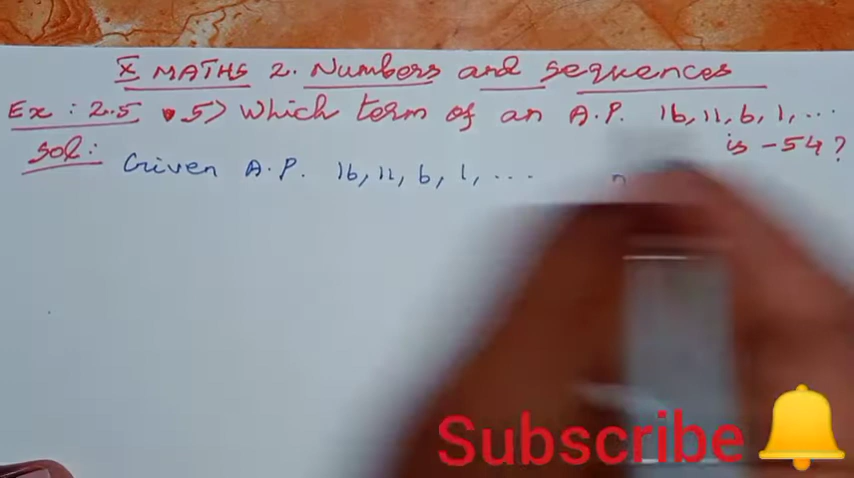 X MATHS 2. Numbers and sequences
Ex : 2.5 5) Which term of an A.P. 16, 11, 6, 1, ...
is -54 ?
Sol: Given A.P. 16, 11, 6, 1, ...
Subscribe